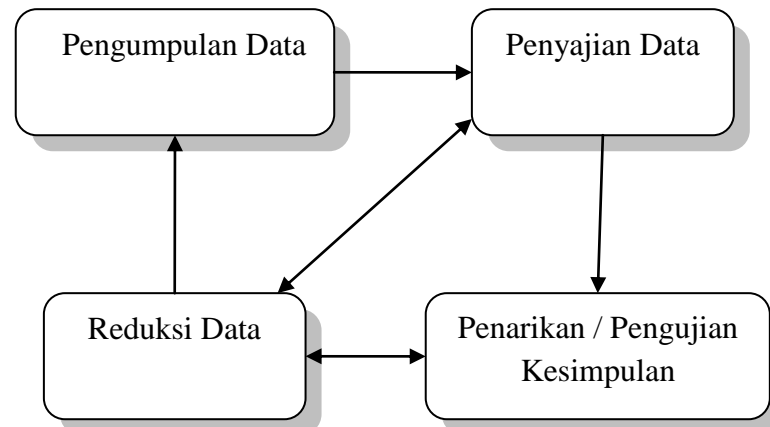 Pengumpulan Data
Penyajian Data
Reduksi Data
Penarikan / Pengujian
Kesimpulan